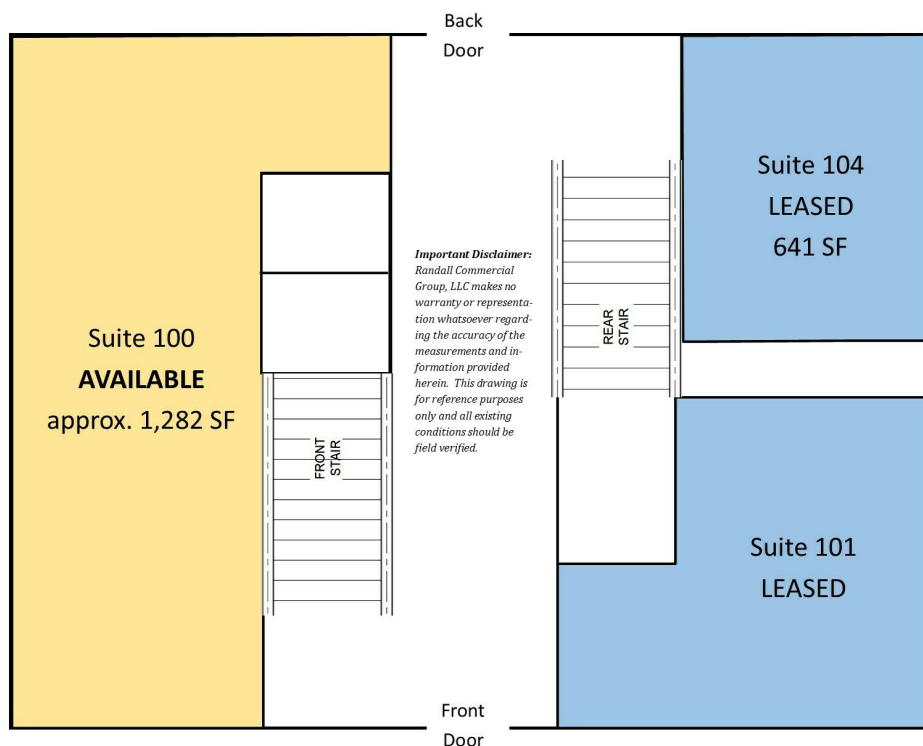 Back
Door
Suite 104
LEASED
641 SF
Important Disclaimer:
Randall Commercial
Group, LLC makes no
warranty or representa-
tion whatsoever regard-
ing the accuracy of the
measurements and in-
formation provided
herein. This drawing is
for reference purposes
only and all existing
conditions should be
field verified.
REAR
STAIR
Suite 100
AVAILABLE
approx. 1,282 SF
FRONT
STAIR
Suite 101
LEASED
Front
Door